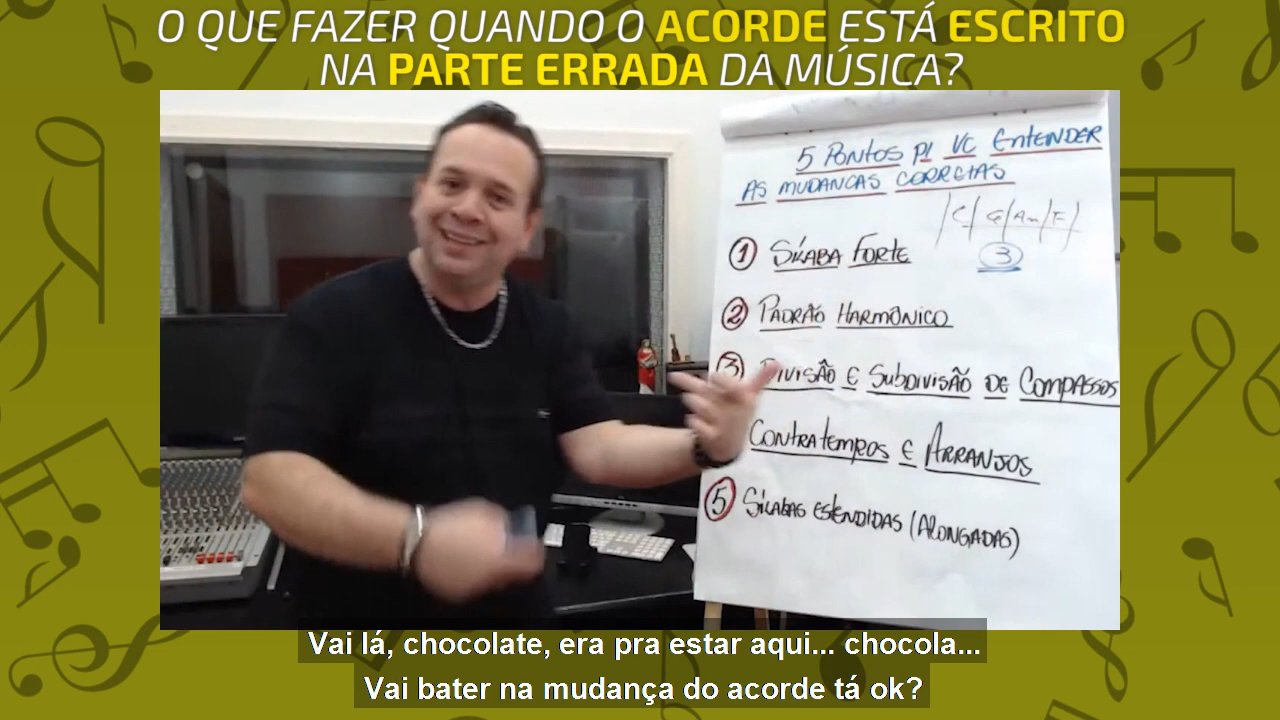 O QUE FAZER QUANDO O ACORDE ESTÁ ESCRITO
NA PARTE ERRADA DA MÚSICA?
5 PONTOS P/ VC ENTENDER
AS MUDANCAS CORRETAS
/C/G/Am/F/
3
1 SÍLABA FORTE
2 PADRÃO HARMÔNICO
3 DIVISÃO E SUBDIVISÃO DE COMPASSOS
CONTRATEMPOS E ARRANJOS
5 SÍLABAS ESTENDIDAS (ALONGADAS)
Vai lá, chocolate, era pra estar aqui... chocola...
Vai bater na mudança do acorde tá ok?